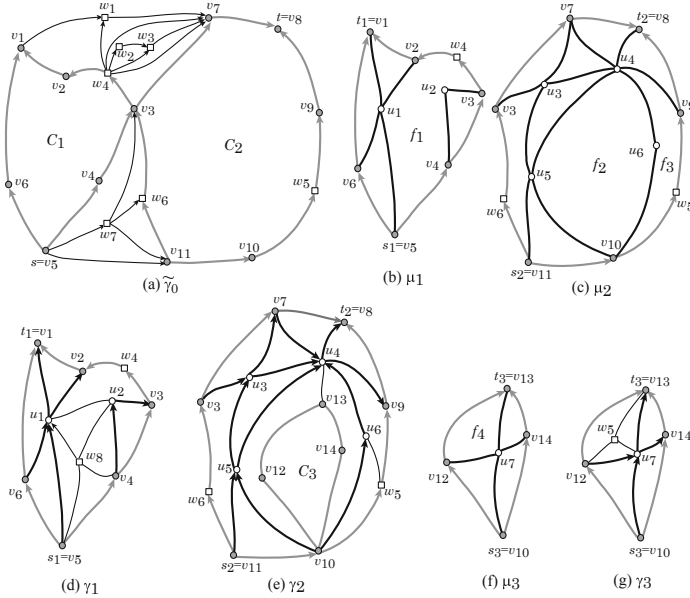 w1
v7
t=v8
v1
w2
w3
w4
v2
v3
v9
C1
C2
v4
v6
w5
w6
w7
s=v5
v11
v10
(a) γ̃0
t1=v1
v2
w4
u2
v3
u1
f1
v4
v6
s1=v5
(b) μ1
v7
t2=v8
u4
u3
v3
v9
u6
u5
f2
f3
w5
w6
v10
s2=v11
(c) μ2
t1=v1
v2
w4
u2
v3
u1
w8
v4
v6
s1=v5
(d) γ1
v7
t2=v8
u4
u3
v3
v13
v9
u6
v14
u5
v12
C3
w5
w6
s2=v11
v10
(e) γ2
t3=v13
f4
v14
u7
v12
s3=v10
(f) μ3
t3=v13
w5
v14
u7
v12
s3=v10
(g) γ3